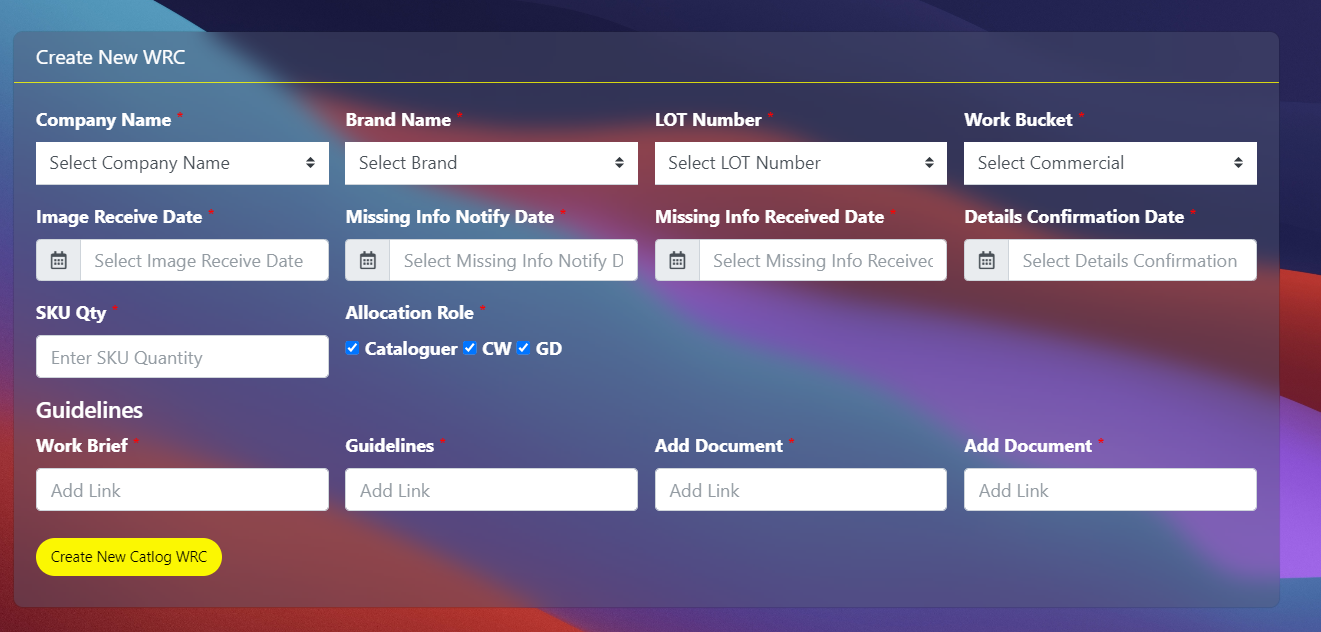 Create New WRC
Company Name * Brand Name * LOT Number * Work Bucket *
Select Company Name Select Brand Select LOT Number Select Commercial
Image Receive Date * Missing Info Notify Date * Missing Info Received Date * Details Confirmation Date *
Select Image Receive Date Select Missing Info Notify D Select Missing Info Received Select Details Confirmation
SKU Qty * Allocation Role *
Enter SKU Quantity Cataloguer CW GD
Guidelines
Work Brief * Guidelines * Add Document * Add Document *
Add Link Add Link Add Link Add Link
Create New Catlog WRC